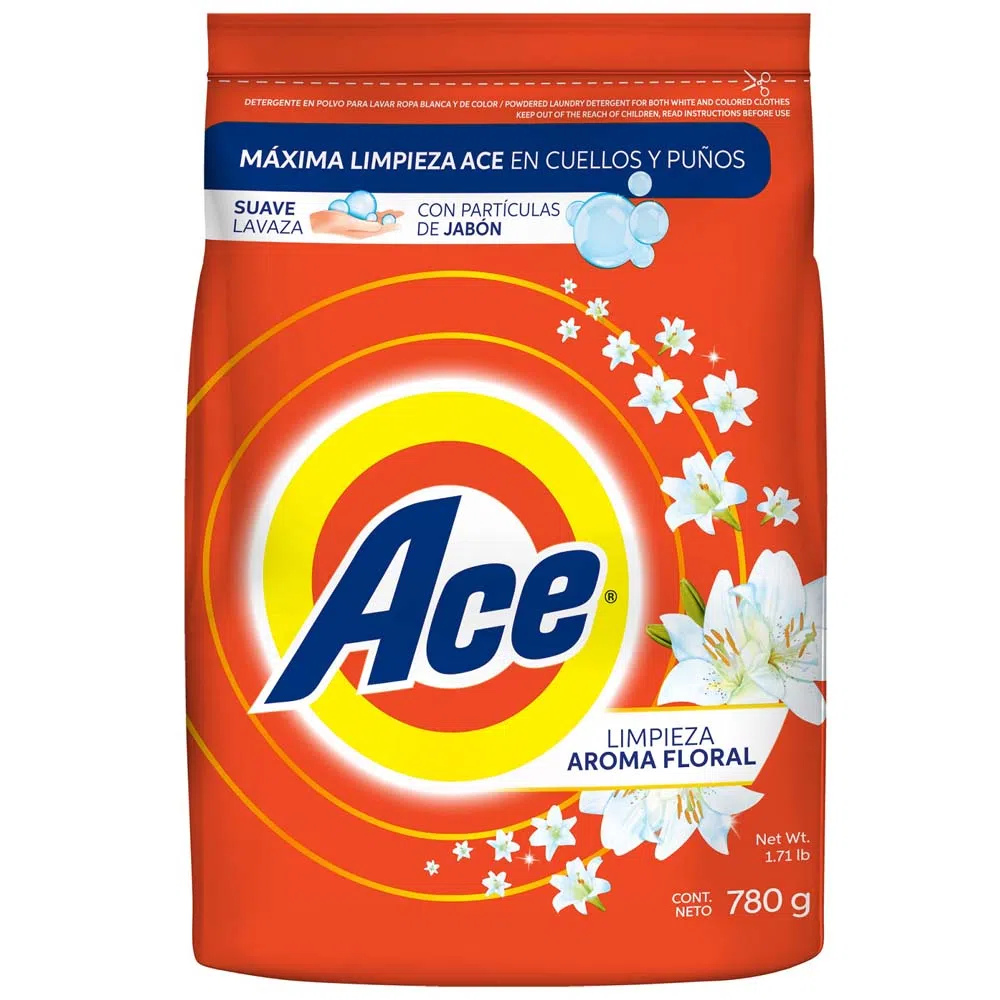 DETERGENTE EN POLVO PARA LAVAR ROPA BLANCA Y DE COLOR / POWDERED LAUNDRY DETERGENT FOR BOTH WHITE AND COLORED CLOTHES
KEEP OUT OF THE REACH OF CHILDREN, READ INSTRUCTIONS BEFORE USE
MÁXIMA LIMPIEZA ACE EN CUELLOS Y PUÑOS
SUAVE
LAVAZA
CON PARTÍCULAS
DE JABÓN
Ace®
LIMPIEZA
AROMA FLORAL
Net Wt.
1.71 lb
CONT.
NETO 780 g